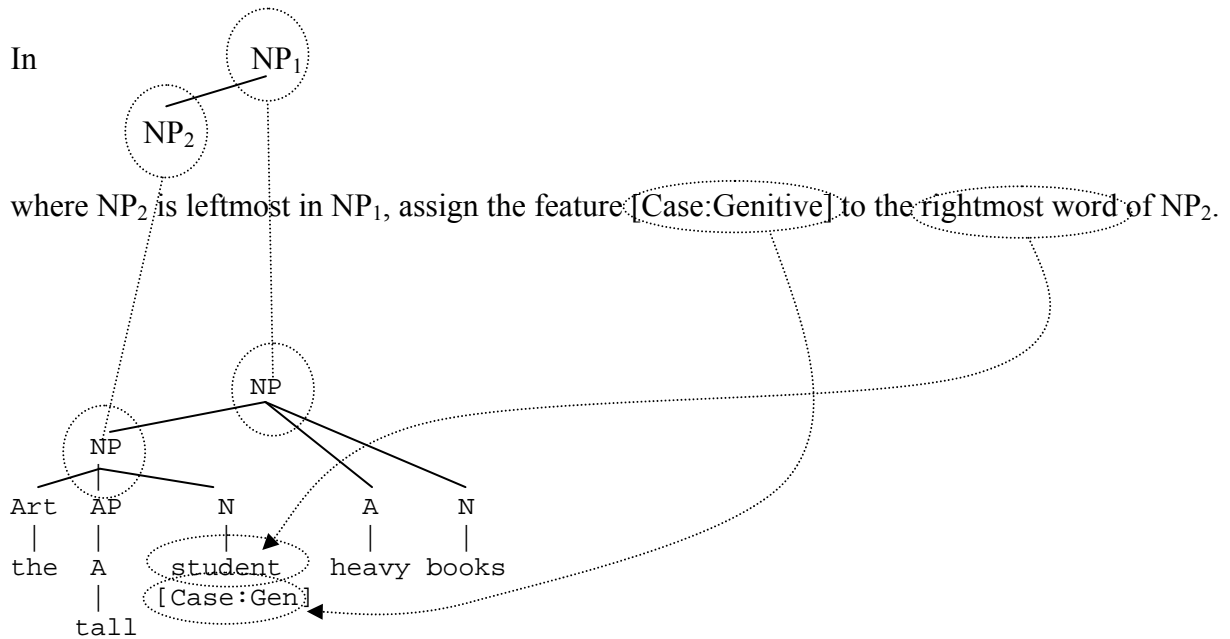 In NP₁
NP₂
where NP₂ is leftmost in NP₁, assign the feature [Case:Genitive] to the rightmost word of NP₂.
NP
NP
Art AP N A N
the A student heavy books
[Case:Gen]
tall